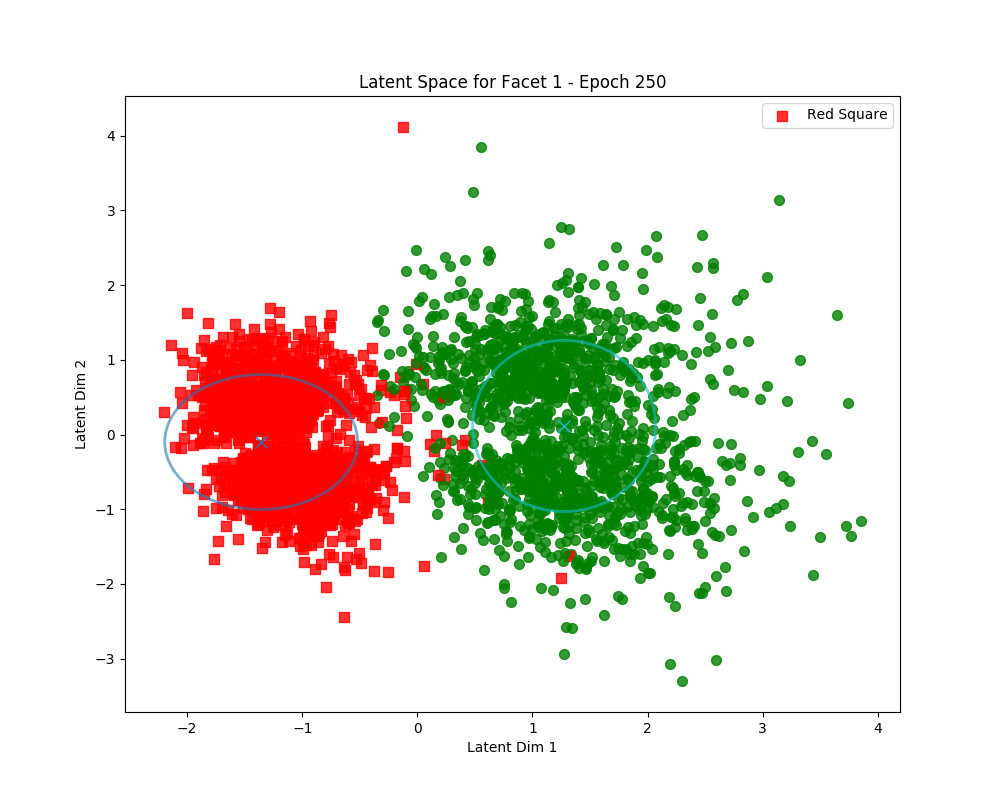 Latent Space for Facet 1 - Epoch 250
Red Square
4
3
2
1
0
−1
−2
−3
Latent Dim 2
−2 −1 0 1 2 3 4
Latent Dim 1